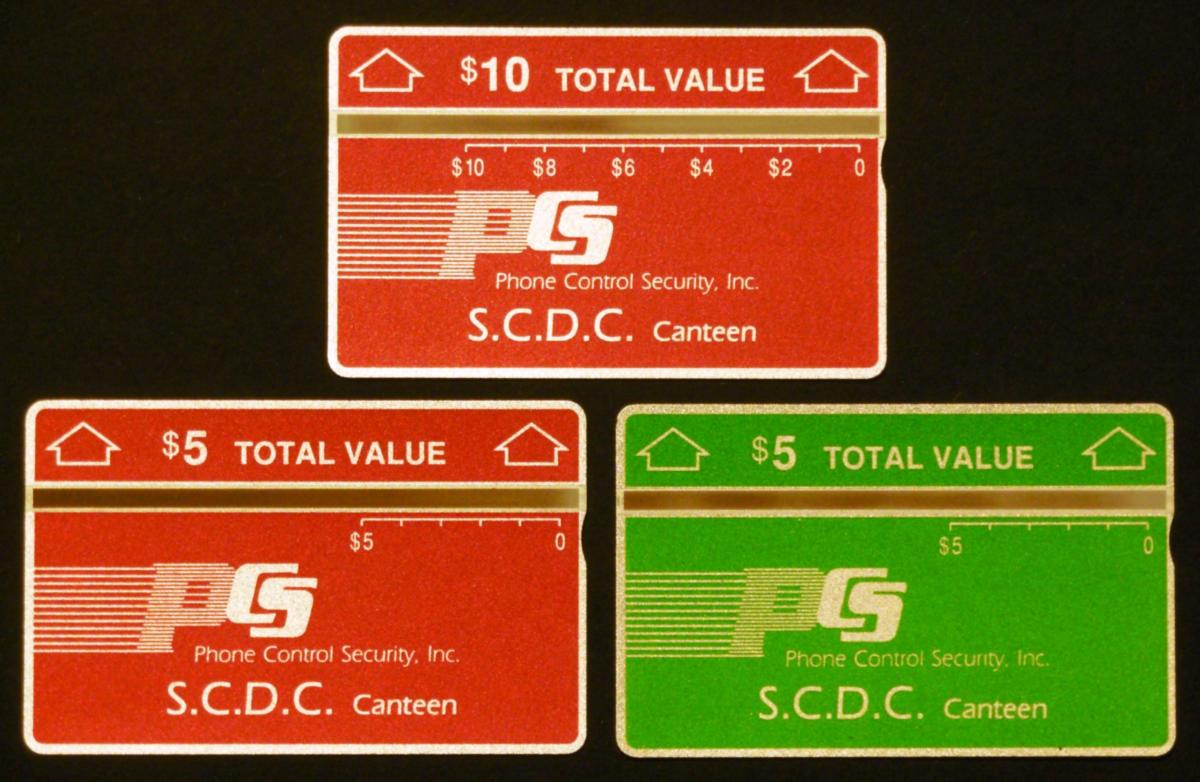 $10 TOTAL VALUE
$10 $8 $6 $4 $2 0
PCS
Phone Control Security, Inc.
S.C.D.C. Canteen
$5 TOTAL VALUE
$5 0
PCS
Phone Control Security, Inc.
S.C.D.C. Canteen
$5 TOTAL VALUE
$5 0
PCS
Phone Control Security, Inc.
S.C.D.C. Canteen